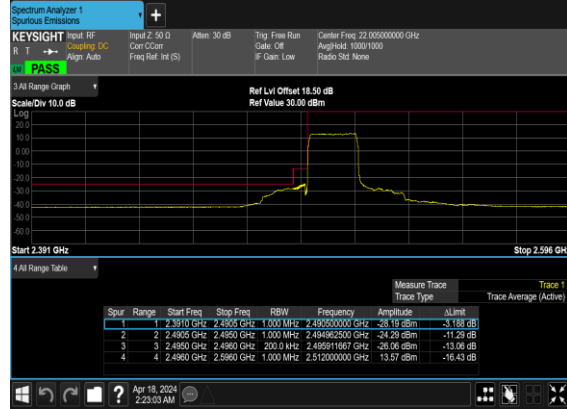 Spectrum Analyzer 1
Spurious Emissions
+
KEYSIGHT Input: RF Input Z: 50 Ω Atten: 30 dB Trig: Free Run Center Freq: 22.005000000 GHz
R T Coupling: DC Corr CCorr Gate: Off Avg|Hold: 1000/1000
Align: Auto Freq Ref: Int (S) IF Gain: Low Radio Std: None
PASS
3 All Range Graph Ref Lvl Offset 18.50 dB
Scale/Div 10.0 dB Ref Value 30.00 dBm
Log
20.0
10.0
0.00
-10.0
-20.0
-30.0
-40.0
-50.0
-60.0
Start 2.391 GHz Stop 2.596 GH
4 All Range Table
Measure Trace Trace 1
Trace Type Trace Average (Active)
Spur Range Start Freq Stop Freq RBW Frequency Amplitude ΔLimit
1 1 2.3910 GHz 2.4905 GHz 1.000 MHz 2.490500000 GHz -28.19 dBm -3.188 dB
2 2 2.4905 GHz 2.4950 GHz 1.000 MHz 2.494962500 GHz -24.29 dBm -11.29 dB
3 3 2.4950 GHz 2.4960 GHz 200.0 kHz 2.495911667 GHz -26.06 dBm -13.06 dB
4 4 2.4960 GHz 2.5960 GHz 1.000 MHz 2.512000000 GHz 13.57 dBm -16.43 dB
? Apr 18, 2024
2:23:03 AM